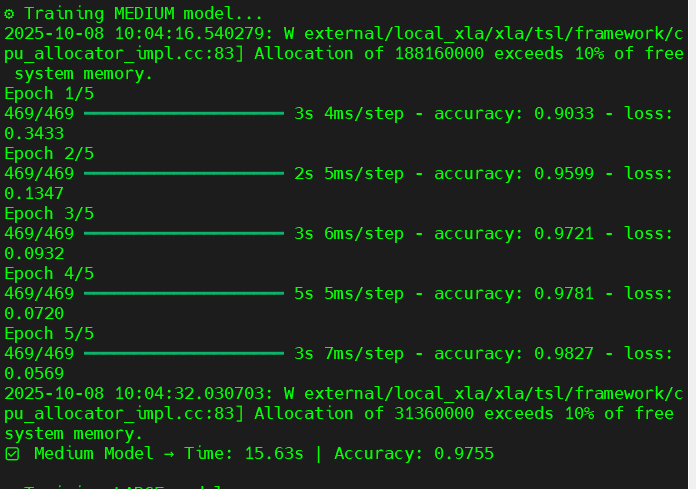 ⚙ Training MEDIUM model...
2025-10-08 10:04:16.540279: W external/local_xla/xla/tsl/framework/c
pu_allocator_impl.cc:83] Allocation of 188160000 exceeds 10% of free
 system memory.
Epoch 1/5
469/469 ━━━━━━━━━━━━━━━━━━━━ 3s 4ms/step - accuracy: 0.9033 - loss:
0.3433
Epoch 2/5
469/469 ━━━━━━━━━━━━━━━━━━━━ 2s 5ms/step - accuracy: 0.9599 - loss:
0.1347
Epoch 3/5
469/469 ━━━━━━━━━━━━━━━━━━━━ 3s 6ms/step - accuracy: 0.9721 - loss:
0.0932
Epoch 4/5
469/469 ━━━━━━━━━━━━━━━━━━━━ 5s 5ms/step - accuracy: 0.9781 - loss:
0.0720
Epoch 5/5
469/469 ━━━━━━━━━━━━━━━━━━━━ 3s 7ms/step - accuracy: 0.9827 - loss:
0.0569
2025-10-08 10:04:32.030703: W external/local_xla/xla/tsl/framework/c
pu_allocator_impl.cc:83] Allocation of 31360000 exceeds 10% of free
system memory.
☑ Medium Model → Time: 15.63s | Accuracy: 0.9755
Training LARGE model